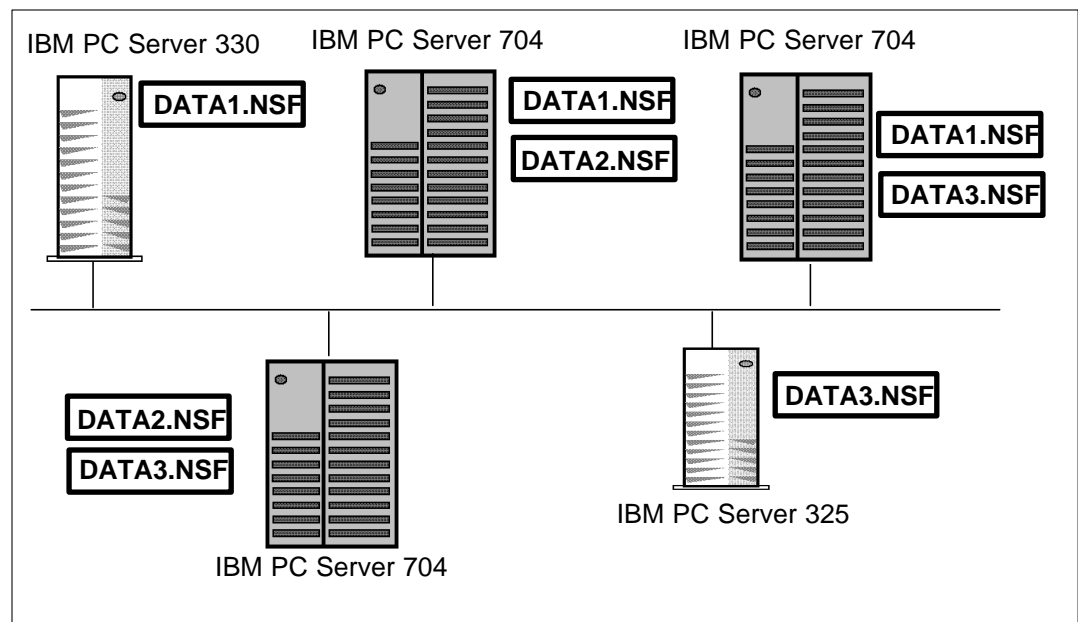 IBM PC Server 330
DATA1.NSF
IBM PC Server 704
DATA1.NSF
DATA2.NSF
IBM PC Server 704
DATA1.NSF
DATA3.NSF
DATA2.NSF
DATA3.NSF
IBM PC Server 704
DATA3.NSF
IBM PC Server 325